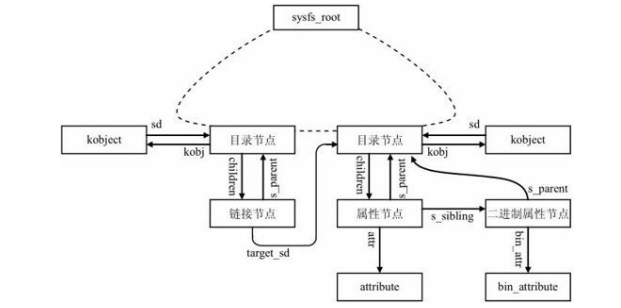 sysfs_root
kobject
sd
kobj
目录节点
目录节点
sd
kobj
kobject
children
s_parent
children
s_parent
s_parent
链接节点
属性节点
s_sibling
二进制属性节点
target_sd
attr
bin_attr
attribute
bin_attribute